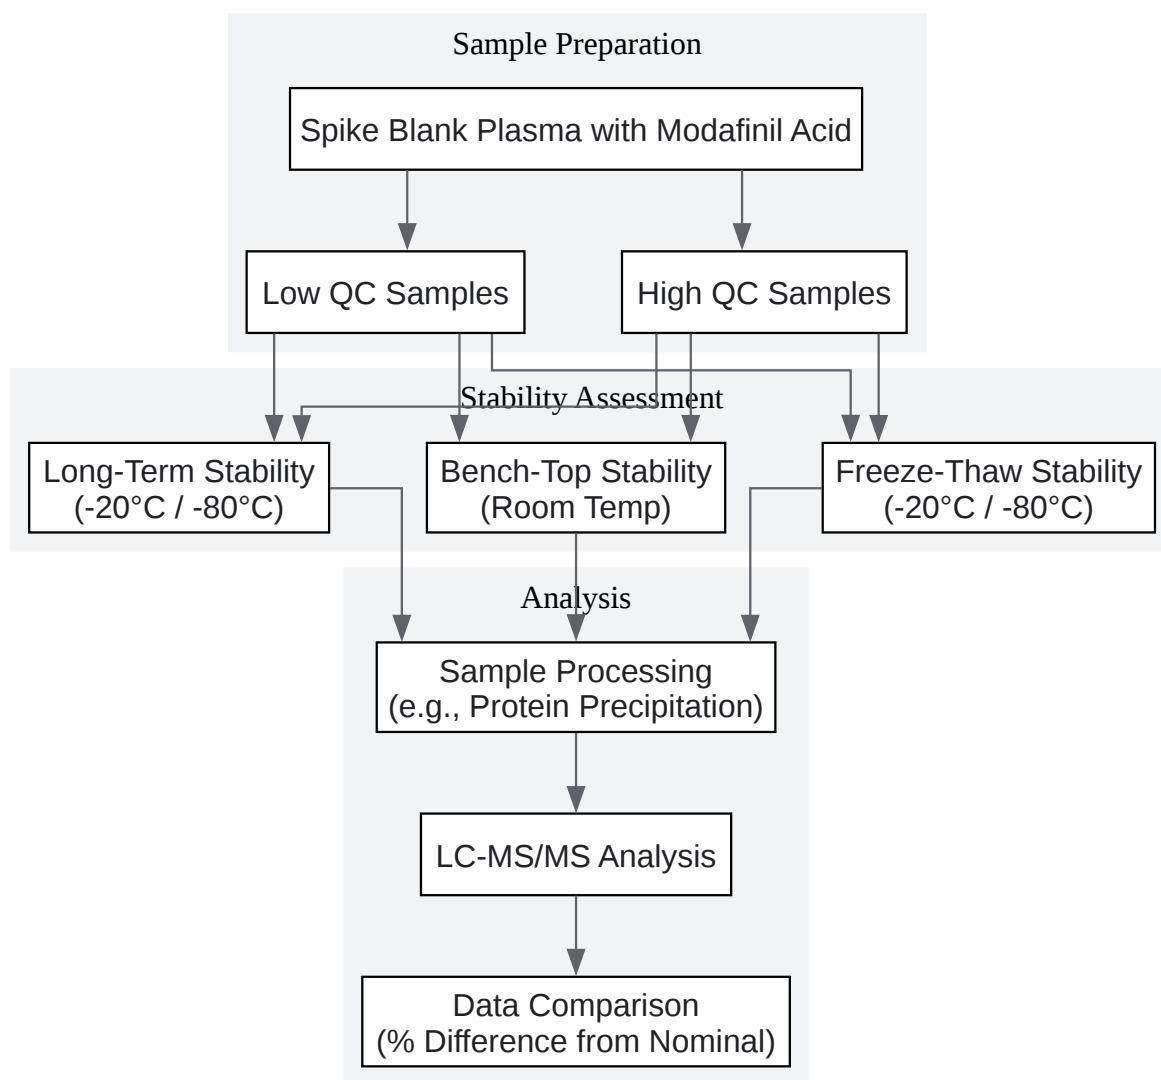 Sample Preparation
Spike Blank Plasma with Modafinil Acid
Low QC Samples
High QC Samples
Stability Assessment
Long-Term Stability
(-20°C / -80°C)
Bench-Top Stability
(Room Temp)
Freeze-Thaw Stability
(-20°C / -80°C)
Analysis
Sample Processing
(e.g., Protein Precipitation)
LC-MS/MS Analysis
Data Comparison
(% Difference from Nominal)